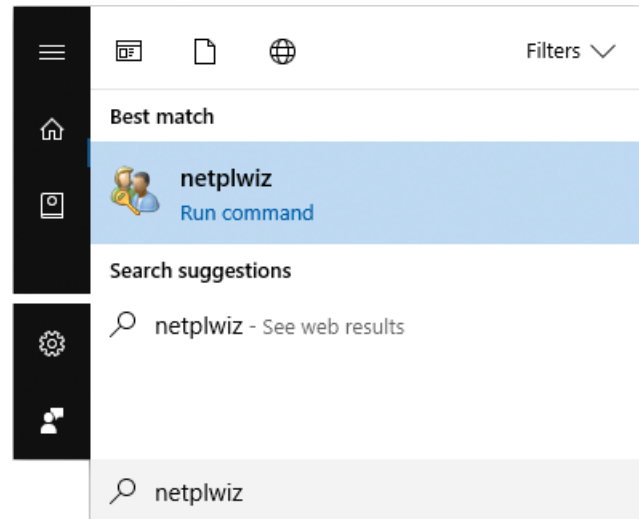 Filters
Best match
netplwiz
Run command
Search suggestions
netplwiz - See web results
netplwiz